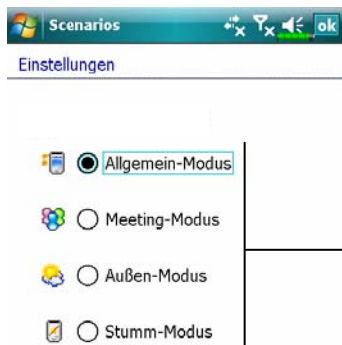 Scenarios ok
Einstellungen
Allgemein-Modus
Meeting-Modus
Außen-Modus
Stumm-Modus